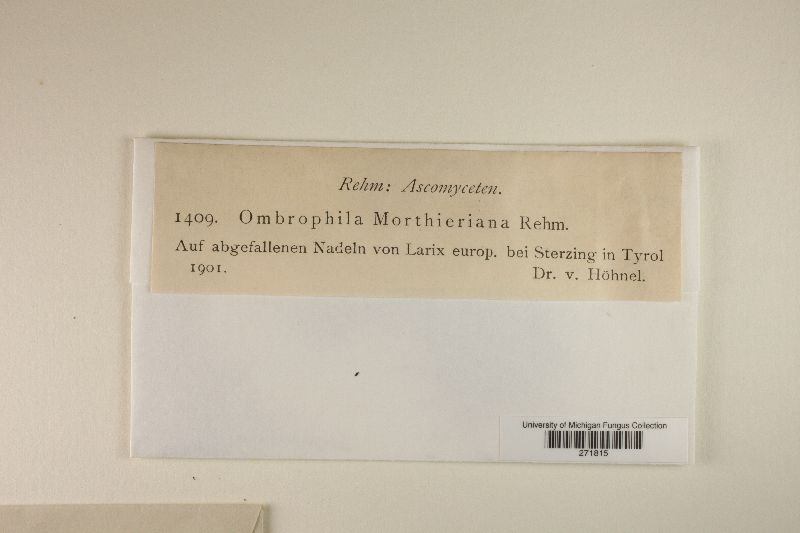 Rehm: Ascomyceten.
1409. Ombrophila Morthieriana Rehm.
Auf abgefallenen Nadeln von Larix europ. bei Sterzing in Tyrol
1901. Dr. v. Höhnel.
University of Michigan Fungus Collection
271815